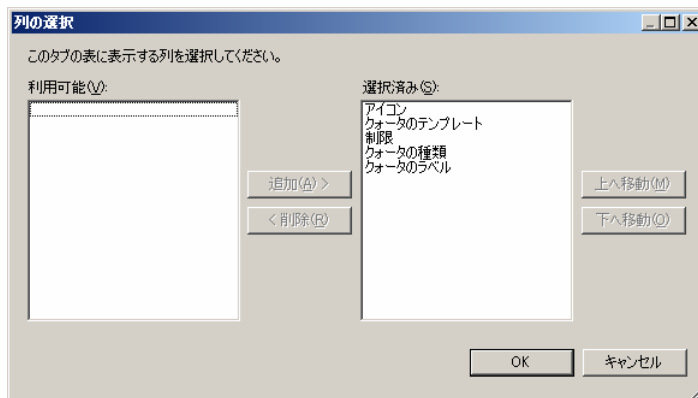 列の選択
このタブの表に表示する列を選択してください。
利用可能(V):
選択済み(S):
アイコン
クォータのテンプレート
制限
クォータの種類
クォータのラベル
追加(A) >
< 削除(R)
上へ移動(M)
下へ移動(O)
OK
キャンセル